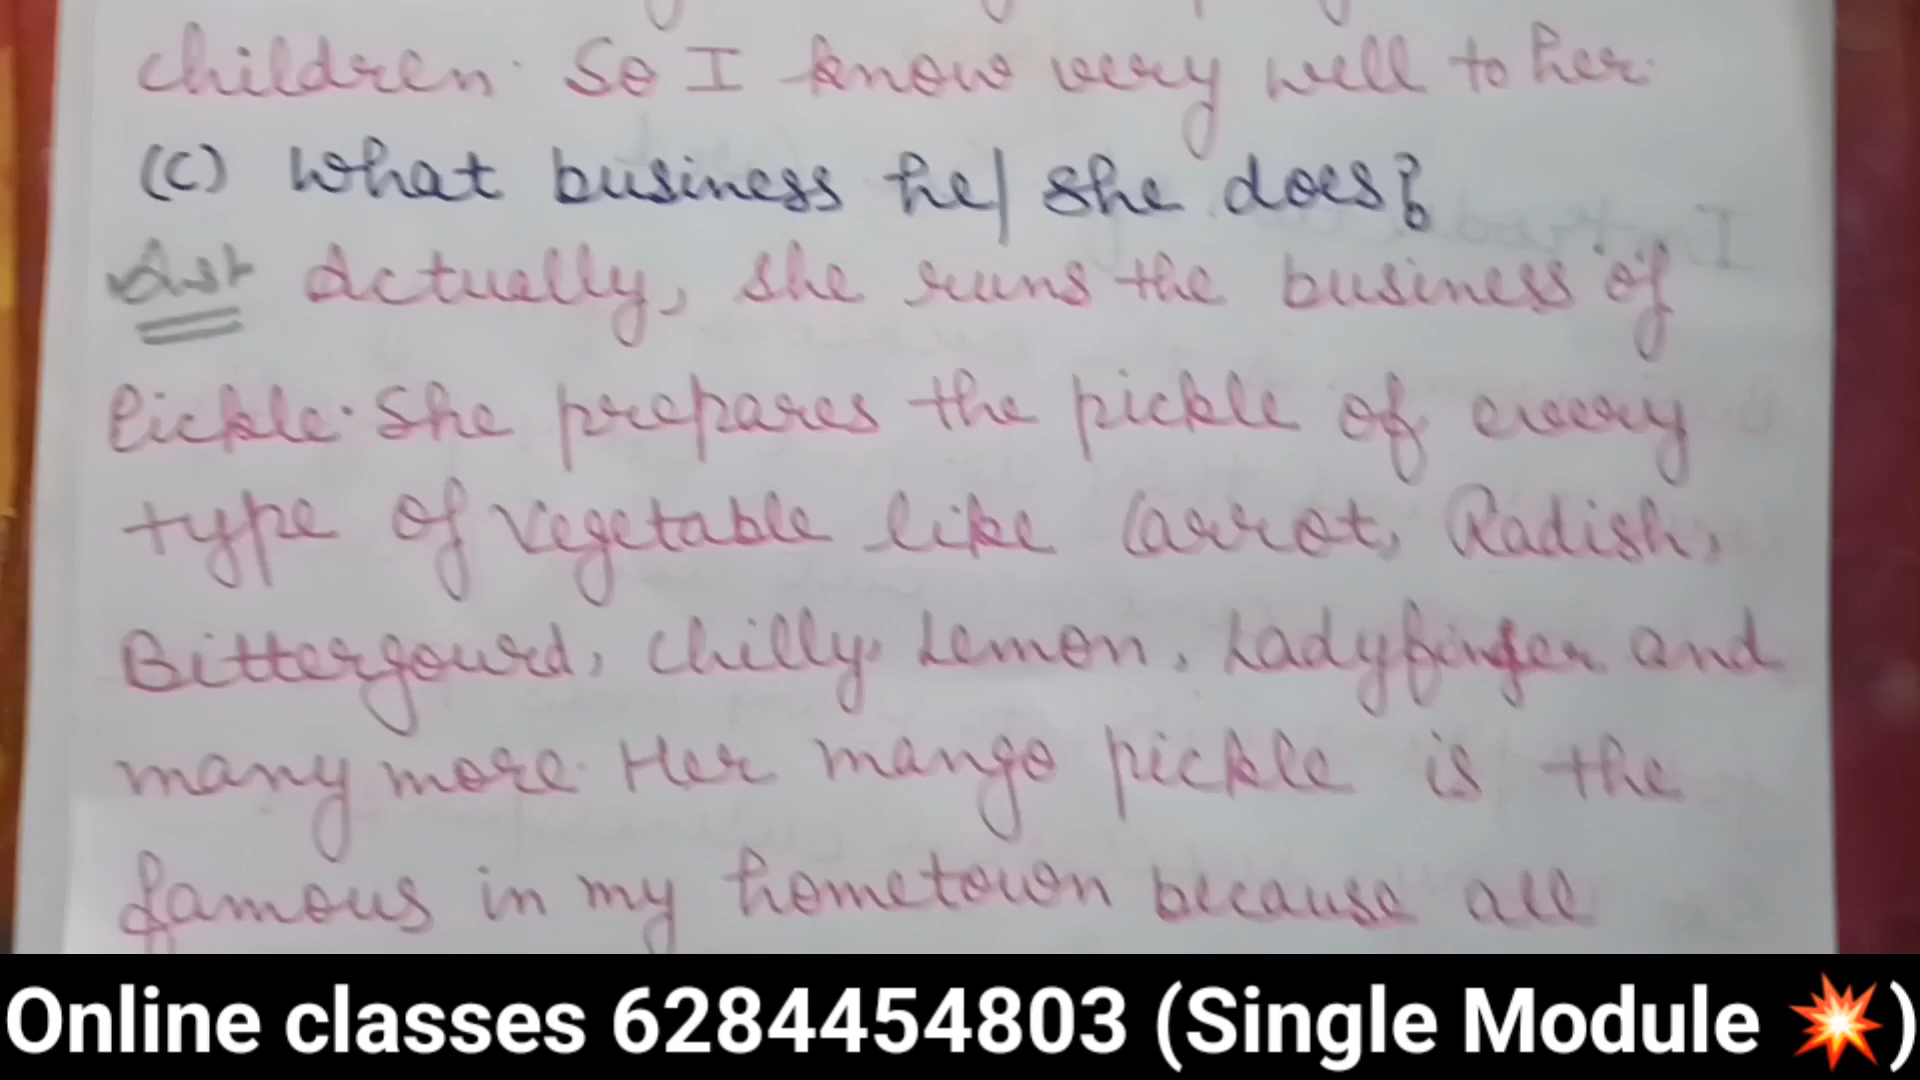 children. So I know very well to her.
(C) What business he/ she does?
Ans Actually, she runs the business of
Pickle. She prepares the pickle of every
type of vegetable like Carrot, Radish,
Bittergourd, Chilly, Lemon, Ladyfinger and
many more. Her mango pickle is the
famous in my hometown because all
Online classes 6284454803 (Single Module 💥)